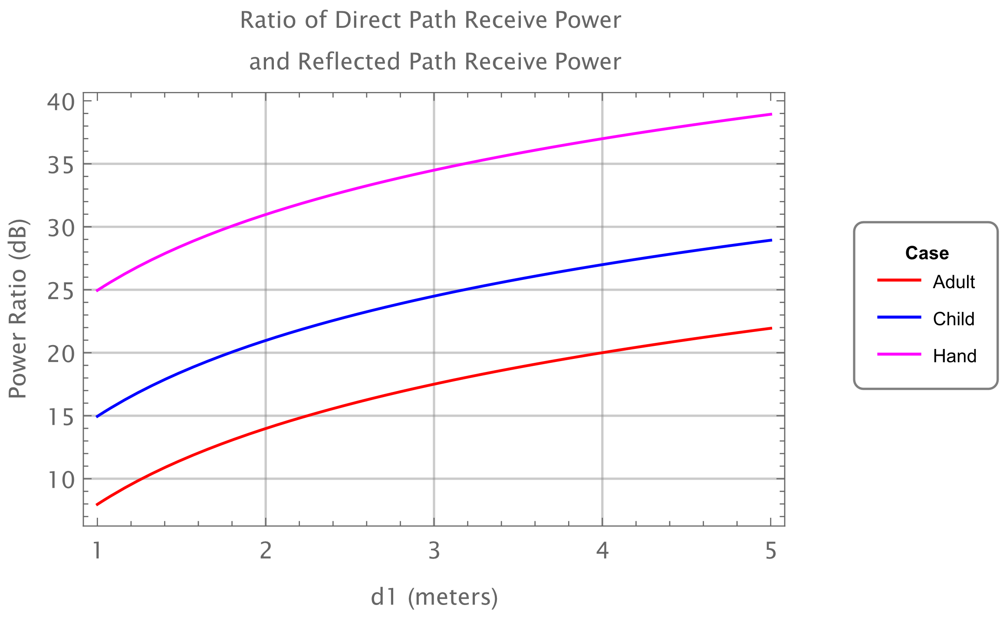 Ratio of Direct Path Receive Power
and Reflected Path Receive Power
Power Ratio (dB)
40
35
30
25
20
15
10
1 2 3 4 5
d1 (meters)
Case
Adult
Child
Hand